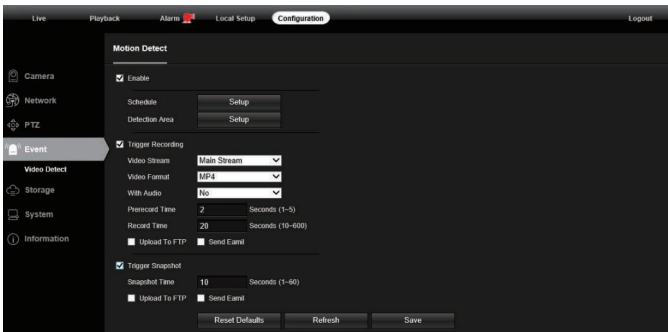 Live Playback Alarm Local Setup Configuration Logout
Motion Detect
Camera
Network
PTZ
Event
Video Detect
Storage
System
Information
Enable
Schedule Setup
Detection Area Setup
Trigger Recording
Video Stream Main Stream
Video Format MP4
With Audio No
Prerecord Time 2 Seconds (1~5)
Record Time 20 Seconds (10~600)
Upload To FTP Send Eamil
Trigger Snapshot
Snapshot Time 10 Seconds (1~60)
Upload To FTP Send Eamil
Reset Defaults Refresh Save